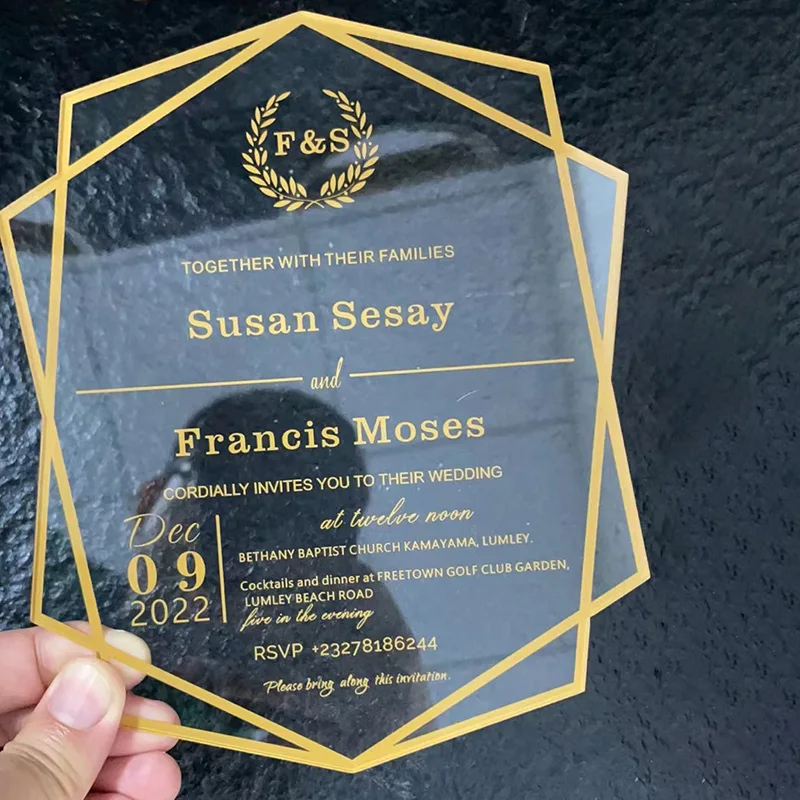 F&S
TOGETHER WITH THEIR FAMILIES
Susan Sesay
and
Francis Moses
CORDIALLY INVITES YOU TO THEIR WEDDING
Dec
09
2022
at twelve noon
BETHANY BAPTIST CHURCH KAMAYAMA, LUMLEY.
Cocktails and dinner at FREETOWN GOLF CLUB GARDEN,
LUMLEY BEACH ROAD
five in the evening
RSVP +23278186244
Please bring along this invitation.